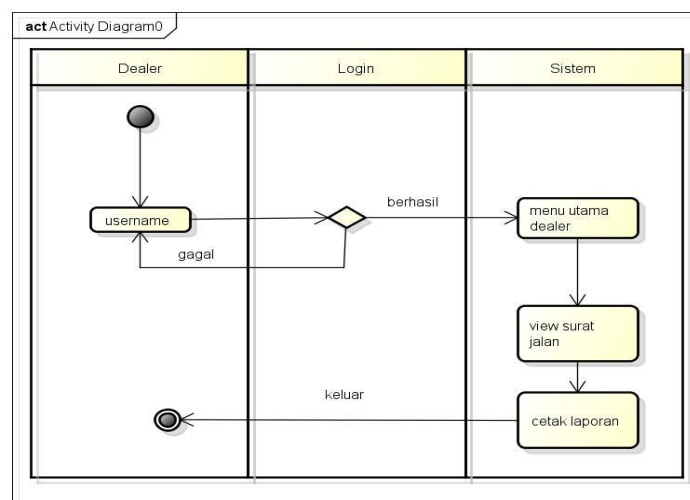 act Activity Diagram0
Dealer
Login
Sistem
username
berhasil
gagal
menu utama
dealer
view surat
jalan
keluar
cetak laporan